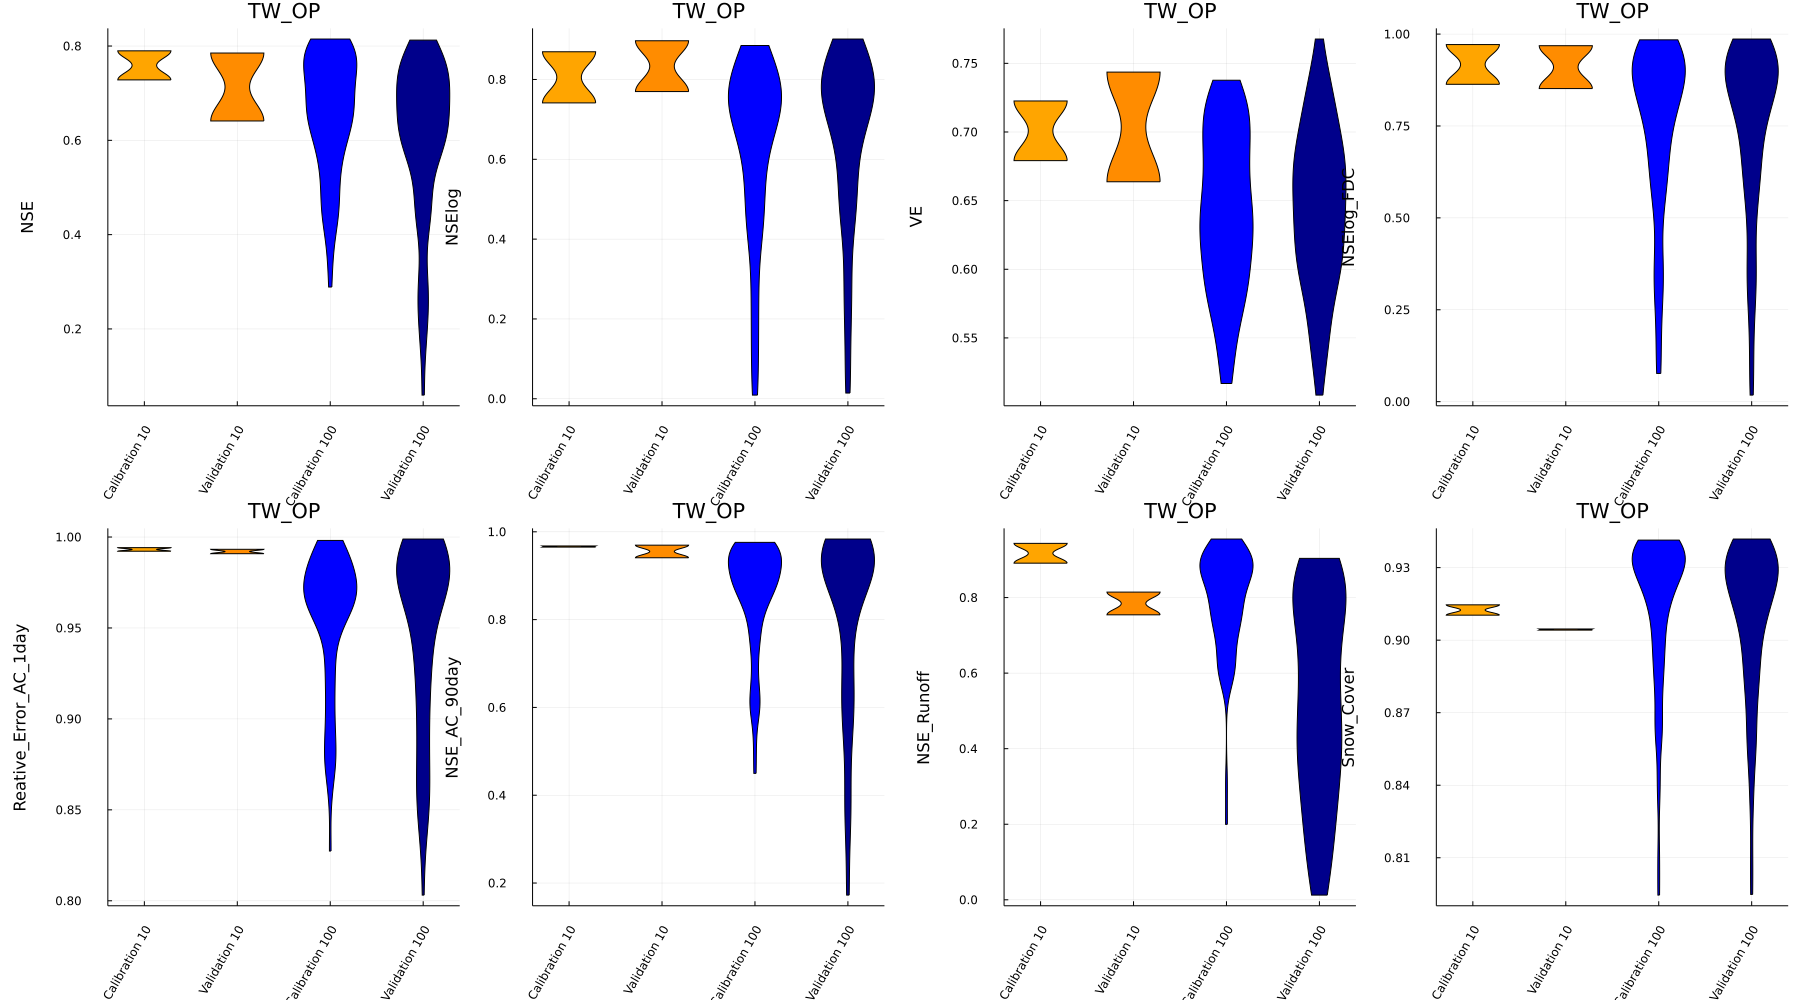 TW_OP
NSE
0.8
0.6
0.4
0.2
Calibration 10
Validation 10
Calibration 100
Validation 100
TW_OP
NSElog
0.8
0.6
0.4
0.2
0.0
Calibration 10
Validation 10
Calibration 100
Validation 100
TW_OP
VE
0.75
0.70
0.65
0.60
0.55
Calibration 10
Validation 10
Calibration 100
Validation 100
TW_OP
NSElog_FDC
1.00
0.75
0.50
0.25
0.00
Calibration 10
Validation 10
Calibration 100
Validation 100
TW_OP
Reative_Error_AC_1day
1.00
0.95
0.90
0.85
0.80
Calibration 10
Validation 10
Calibration 100
Validation 100
TW_OP
NSE_AC_90day
1.0
0.8
0.6
0.4
0.2
Calibration 10
Validation 10
Calibration 100
Validation 100
TW_OP
NSE_Runoff
0.8
0.6
0.4
0.2
0.0
Calibration 10
Validation 10
Calibration 100
Validation 100
TW_OP
Snow_Cover
0.93
0.90
0.87
0.84
0.81
Calibration 10
Validation 10
Calibration 100
Validation 100